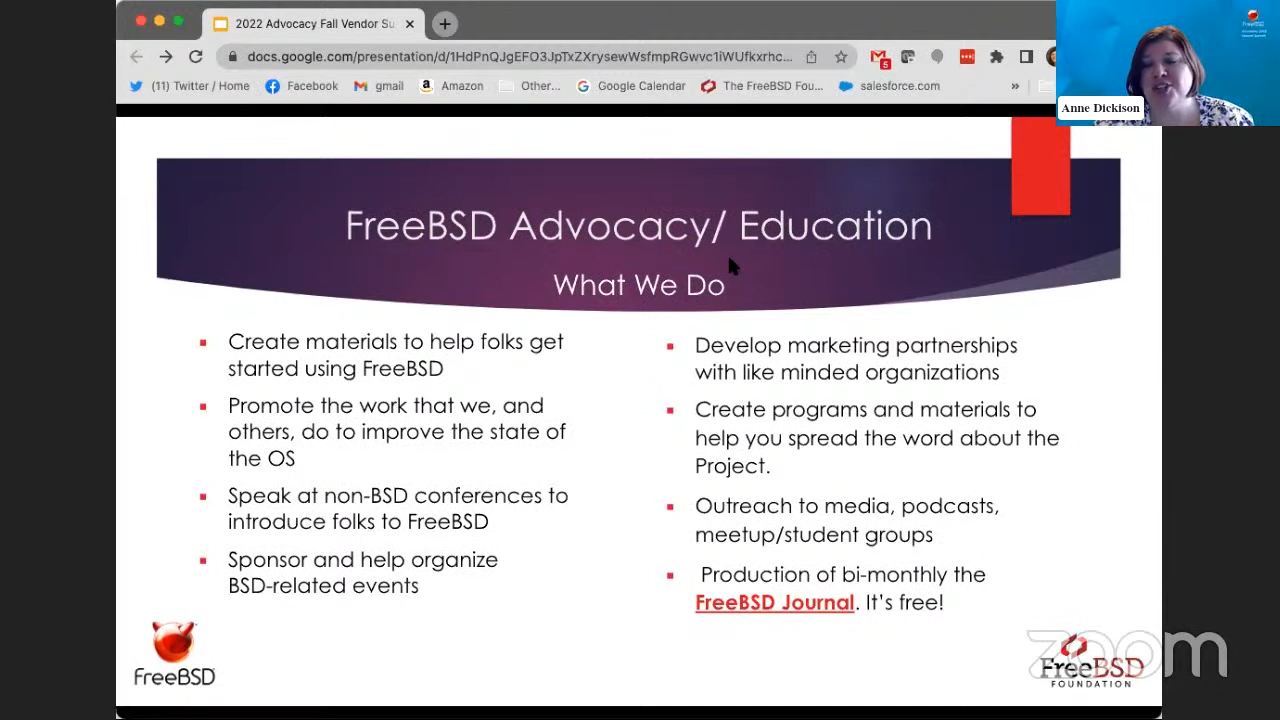 2022 Advocacy Fall Vendor Su
docs.google.com/presentation/d/1HdPnQJgEFO3JpTxZXrysewWsfmpRGwvc1iWUfkxrhc...
5
(11) Twitter / Home
Facebook
gmail
Amazon
Other...
Google Calendar
The FreeBSD Fou...
salesforce.com
»
Anne Dickison
FreeBSD Advocacy/ Education
What We Do
Create materials to help folks get
started using FreeBSD
Promote the work that we, and
others, do to improve the state of
the OS
Speak at non-BSD conferences to
introduce folks to FreeBSD
Sponsor and help organize
BSD-related events
Develop marketing partnerships
with like minded organizations
Create programs and materials to
help you spread the word about the
Project.
Outreach to media, podcasts,
meetup/student groups
Production of bi-monthly the
FreeBSD Journal. It's free!
FreeBSD
FreeBSD
FOUNDATION
zoom